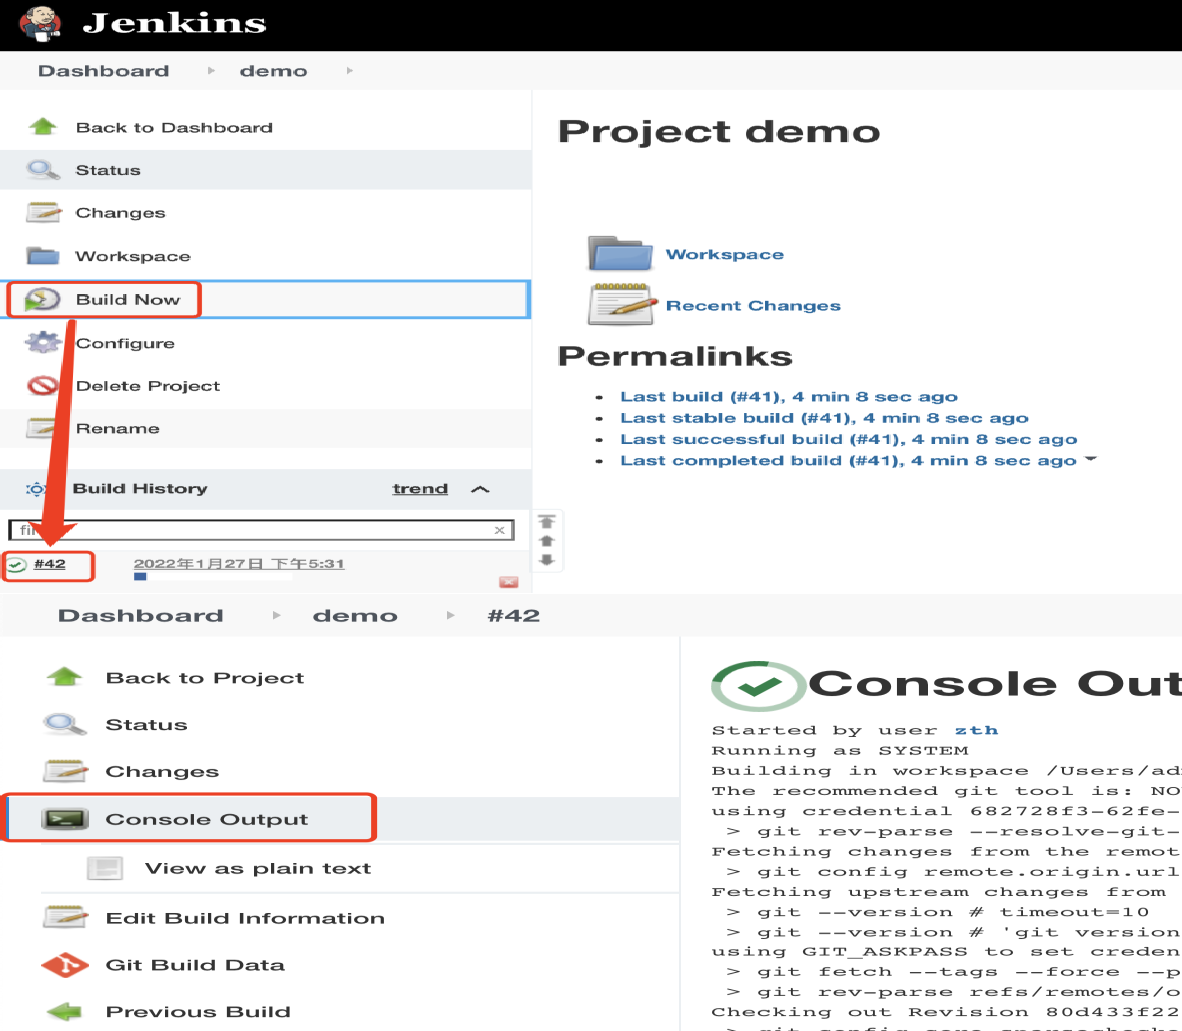 Jenkins
Dashboard demo
Back to Dashboard
Status
Changes
Workspace
Build Now
Configure
Delete Project
Rename
Build History trend
#42 2022年1月27日 下午5:31
Project demo
Workspace
Recent Changes
Permalinks
Last build (#41), 4 min 8 sec ago
Last stable build (#41), 4 min 8 sec ago
Last successful build (#41), 4 min 8 sec ago
Last completed build (#41), 4 min 8 sec ago
Dashboard demo #42
Back to Project
Status
Changes
Console Output
View as plain text
Edit Build Information
Git Build Data
Previous Build
Console Out
Started by user zth
Running as SYSTEM
Building in workspace /Users/ad
The recommended git tool is: NO
using credential 682728f3-62fe-
> git rev-parse --resolve-git-
Fetching changes from the remot
> git config remote.origin.url
Fetching upstream changes from
> git --version # timeout=10
> git --version # 'git version
using GIT_ASKPASS to set creden
> git fetch --tags --force --p
> git rev-parse refs/remotes/o
Checking out Revision 80d433f22